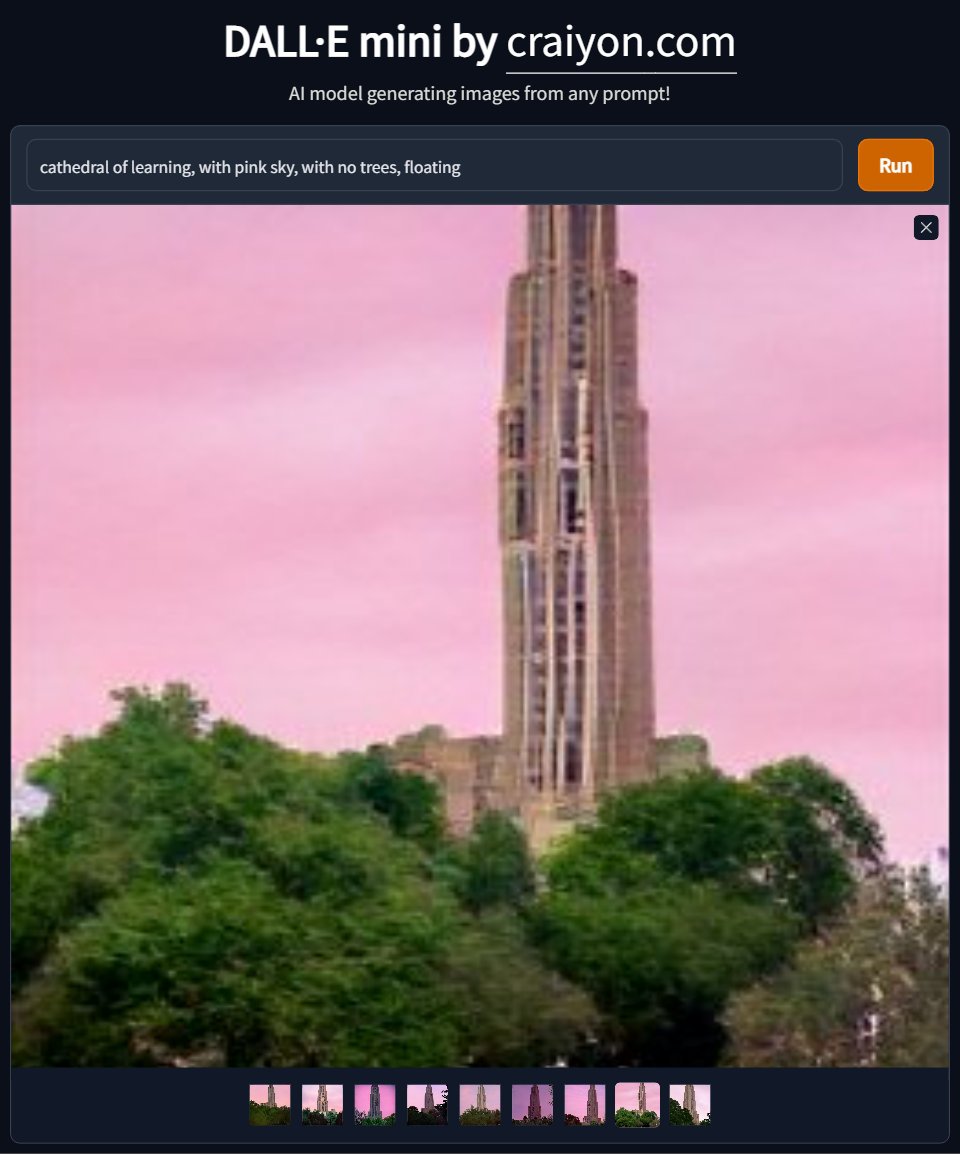 DALL·E mini by craiyon.com
AI model generating images from any prompt!
cathedral of learning, with pink sky, with no trees, floating
Run